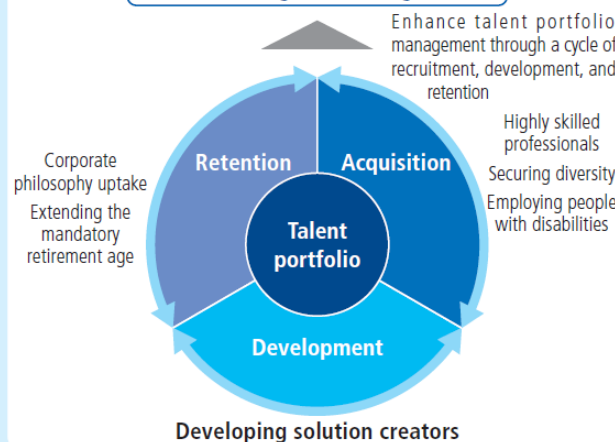 Enhance talent portfolio
management through a cycle of
recruitment, development, and
retention
Highly skilled
professionals
Securing diversity
Employing people
with disabilities
Retention
Acquisition
Corporate
philosophy uptake
Extending the
mandatory
retirement age
Talent
portfolio
Development
Developing solution creators